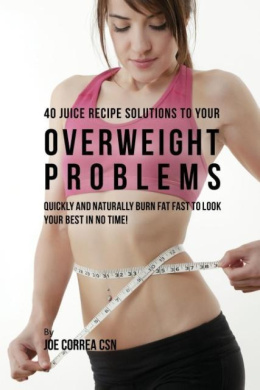 40 JUICE RECIPE SOLUTIONS TO YOUR
OVERWEIGHT
PROBLEMS
QUICKLY AND NATURALLY BURN FAT FAST TO LOOK
YOUR BEST IN NO TIME!
By
JOE CORREA CSN